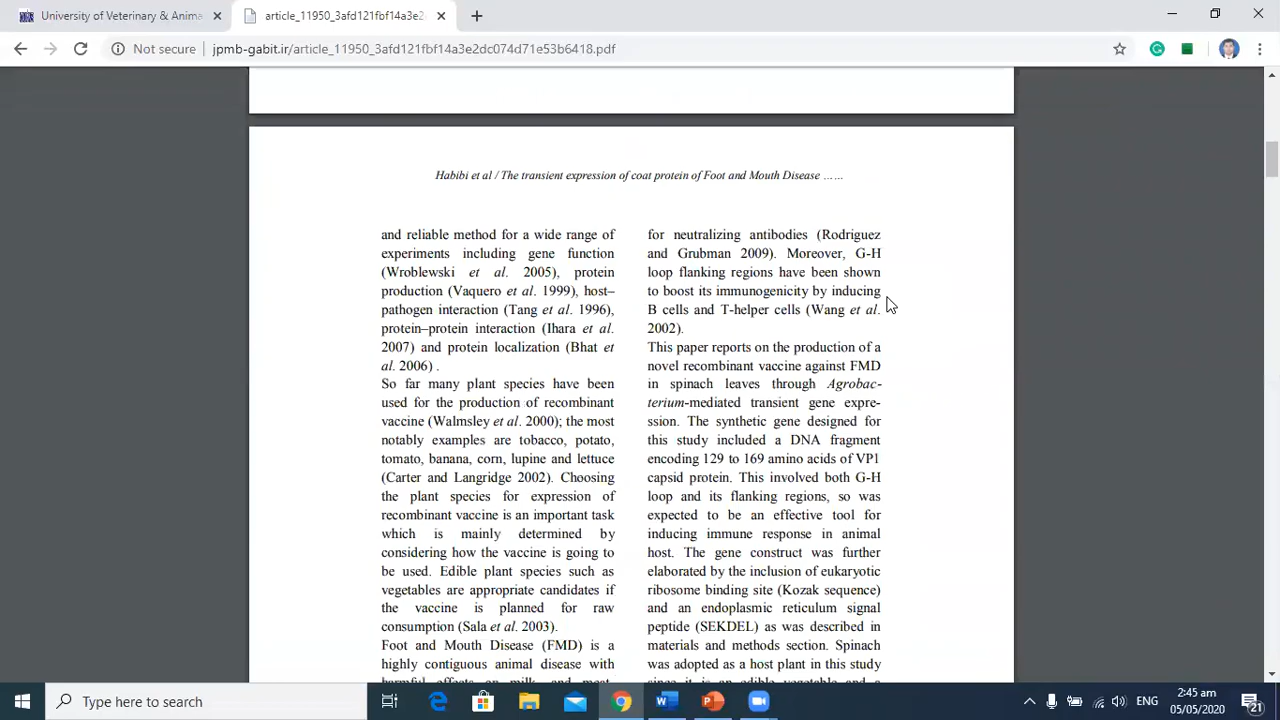 University of Veterinary & Anima
article_11950_3afd121fbf14a3e2
Not secure
jpmb-gabit.ir/article_11950_3afd121fbf14a3e2dc074d71e53b6418.pdf
Habibi et al / The transient expression of coat protein of Foot and Mouth Disease ……
and reliable method for a wide range of
experiments including gene function
(Wroblewski et al. 2005), protein
production (Vaquero et al. 1999), host–
pathogen interaction (Tang et al. 1996),
protein–protein interaction (Ihara et al.
2007) and protein localization (Bhat et
al. 2006) .
So far many plant species have been
used for the production of recombinant
vaccine (Walmsley et al. 2000); the most
notably examples are tobacco, potato,
tomato, banana, corn, lupine and lettuce
(Carter and Langridge 2002). Choosing
the plant species for expression of
recombinant vaccine is an important task
which is mainly determined by
considering how the vaccine is going to
be used. Edible plant species such as
vegetables are appropriate candidates if
the vaccine is planned for raw
consumption (Sala et al. 2003).
Foot and Mouth Disease (FMD) is a
highly contiguous animal disease with
harmful effects on milk and meat
for neutralizing antibodies (Rodriguez
and Grubman 2009). Moreover, G-H
loop flanking regions have been shown
to boost its immunogenicity by inducing
B cells and T-helper cells (Wang et al.
2002).
This paper reports on the production of a
novel recombinant vaccine against FMD
in spinach leaves through Agrobac-
terium-mediated transient gene expre-
ssion. The synthetic gene designed for
this study included a DNA fragment
encoding 129 to 169 amino acids of VP1
capsid protein. This involved both G-H
loop and its flanking regions, so was
expected to be an effective tool for
inducing immune response in animal
host. The gene construct was further
elaborated by the inclusion of eukaryotic
ribosome binding site (Kozak sequence)
and an endoplasmic reticulum signal
peptide (SEKDEL) as was described in
materials and methods section. Spinach
was adopted as a host plant in this study
since it is an edible vegetable and a
Type here to search
ENG
2:45 am
05/05/2020
21